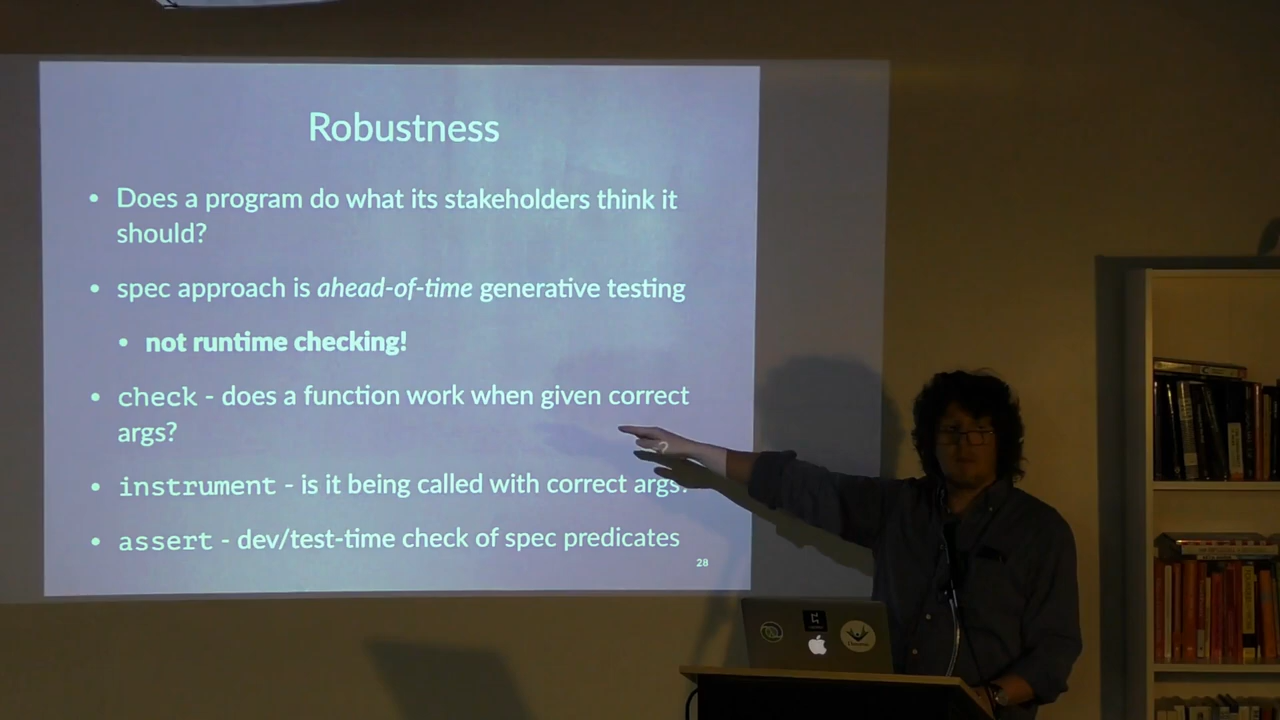 Robustness
• Does a program do what its stakeholders think it
should?
• spec approach is ahead-of-time generative testing
• not runtime checking!
• check - does a function work when given correct
args?
• instrument - is it being called with correct args?
• assert - dev/test-time check of spec predicates
28